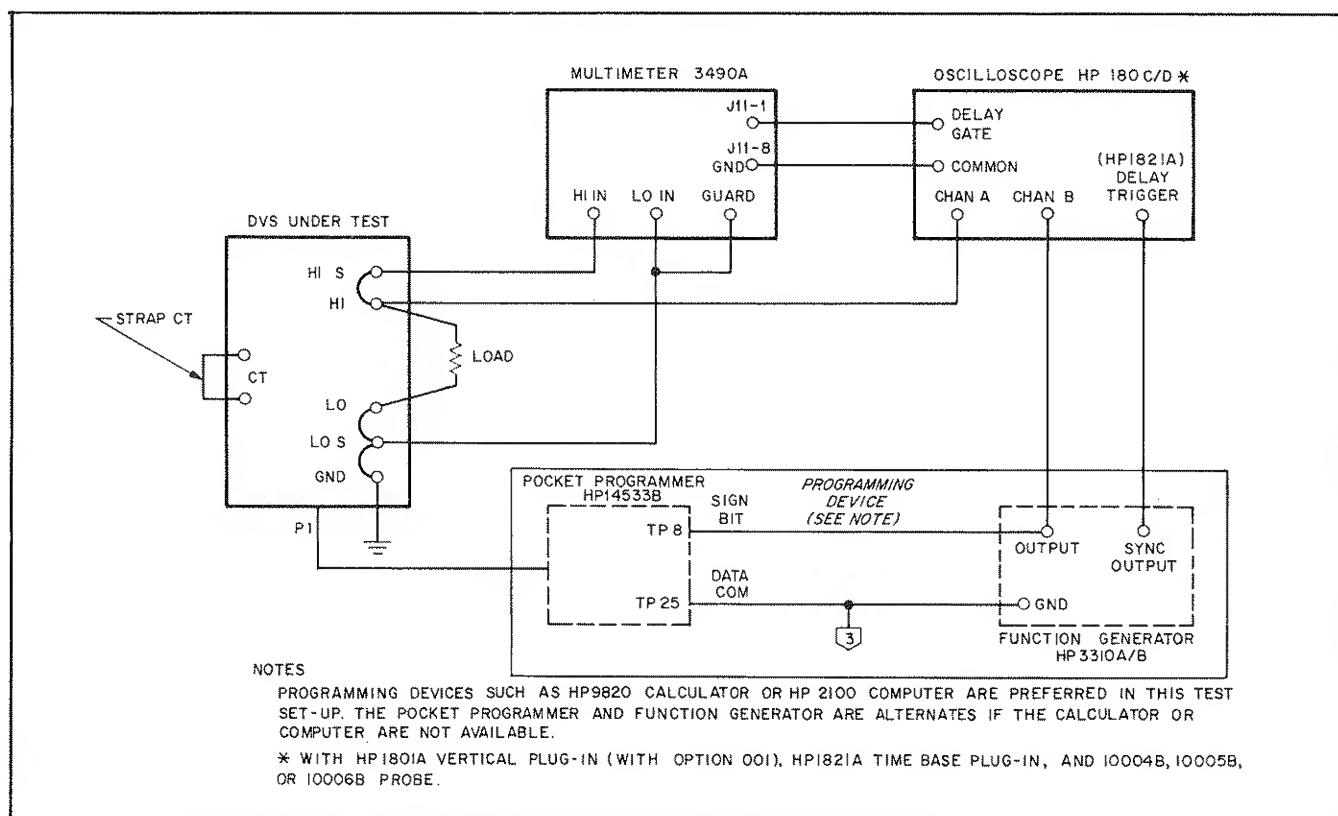 MULTIMETER 3490A
OSCILLOSCOPE HP 180C/D *
J11-1
DELAY
GATE
J11-8
GND
COMMON
(HP1821A)
DELAY
TRIGGER
HI IN
LO IN
GUARD
CHAN A
CHAN B
DVS UNDER TEST
HI S
HI
STRAP CT
CT
LOAD
LO
LO S
GND
P1
POCKET PROGRAMMER
HP14533B
SIGN
BIT
PROGRAMMING
DEVICE
(SEE NOTE)
TP 8
OUTPUT
SYNC
OUTPUT
DATA
COM
TP 25
GND
3
FUNCTION GENERATOR
HP3310A/B
NOTES
PROGRAMMING DEVICES SUCH AS HP9820 CALCULATOR OR HP 2100 COMPUTER ARE PREFERRED IN THIS TEST
SET-UP. THE POCKET PROGRAMMER AND FUNCTION GENERATOR ARE ALTERNATES IF THE CALCULATOR OR
COMPUTER ARE NOT AVAILABLE.
* WITH HP1801A VERTICAL PLUG-IN (WITH OPTION 001), HP1821A TIME BASE PLUG-IN, AND 10004B, 10005B,
OR 10006B PROBE.